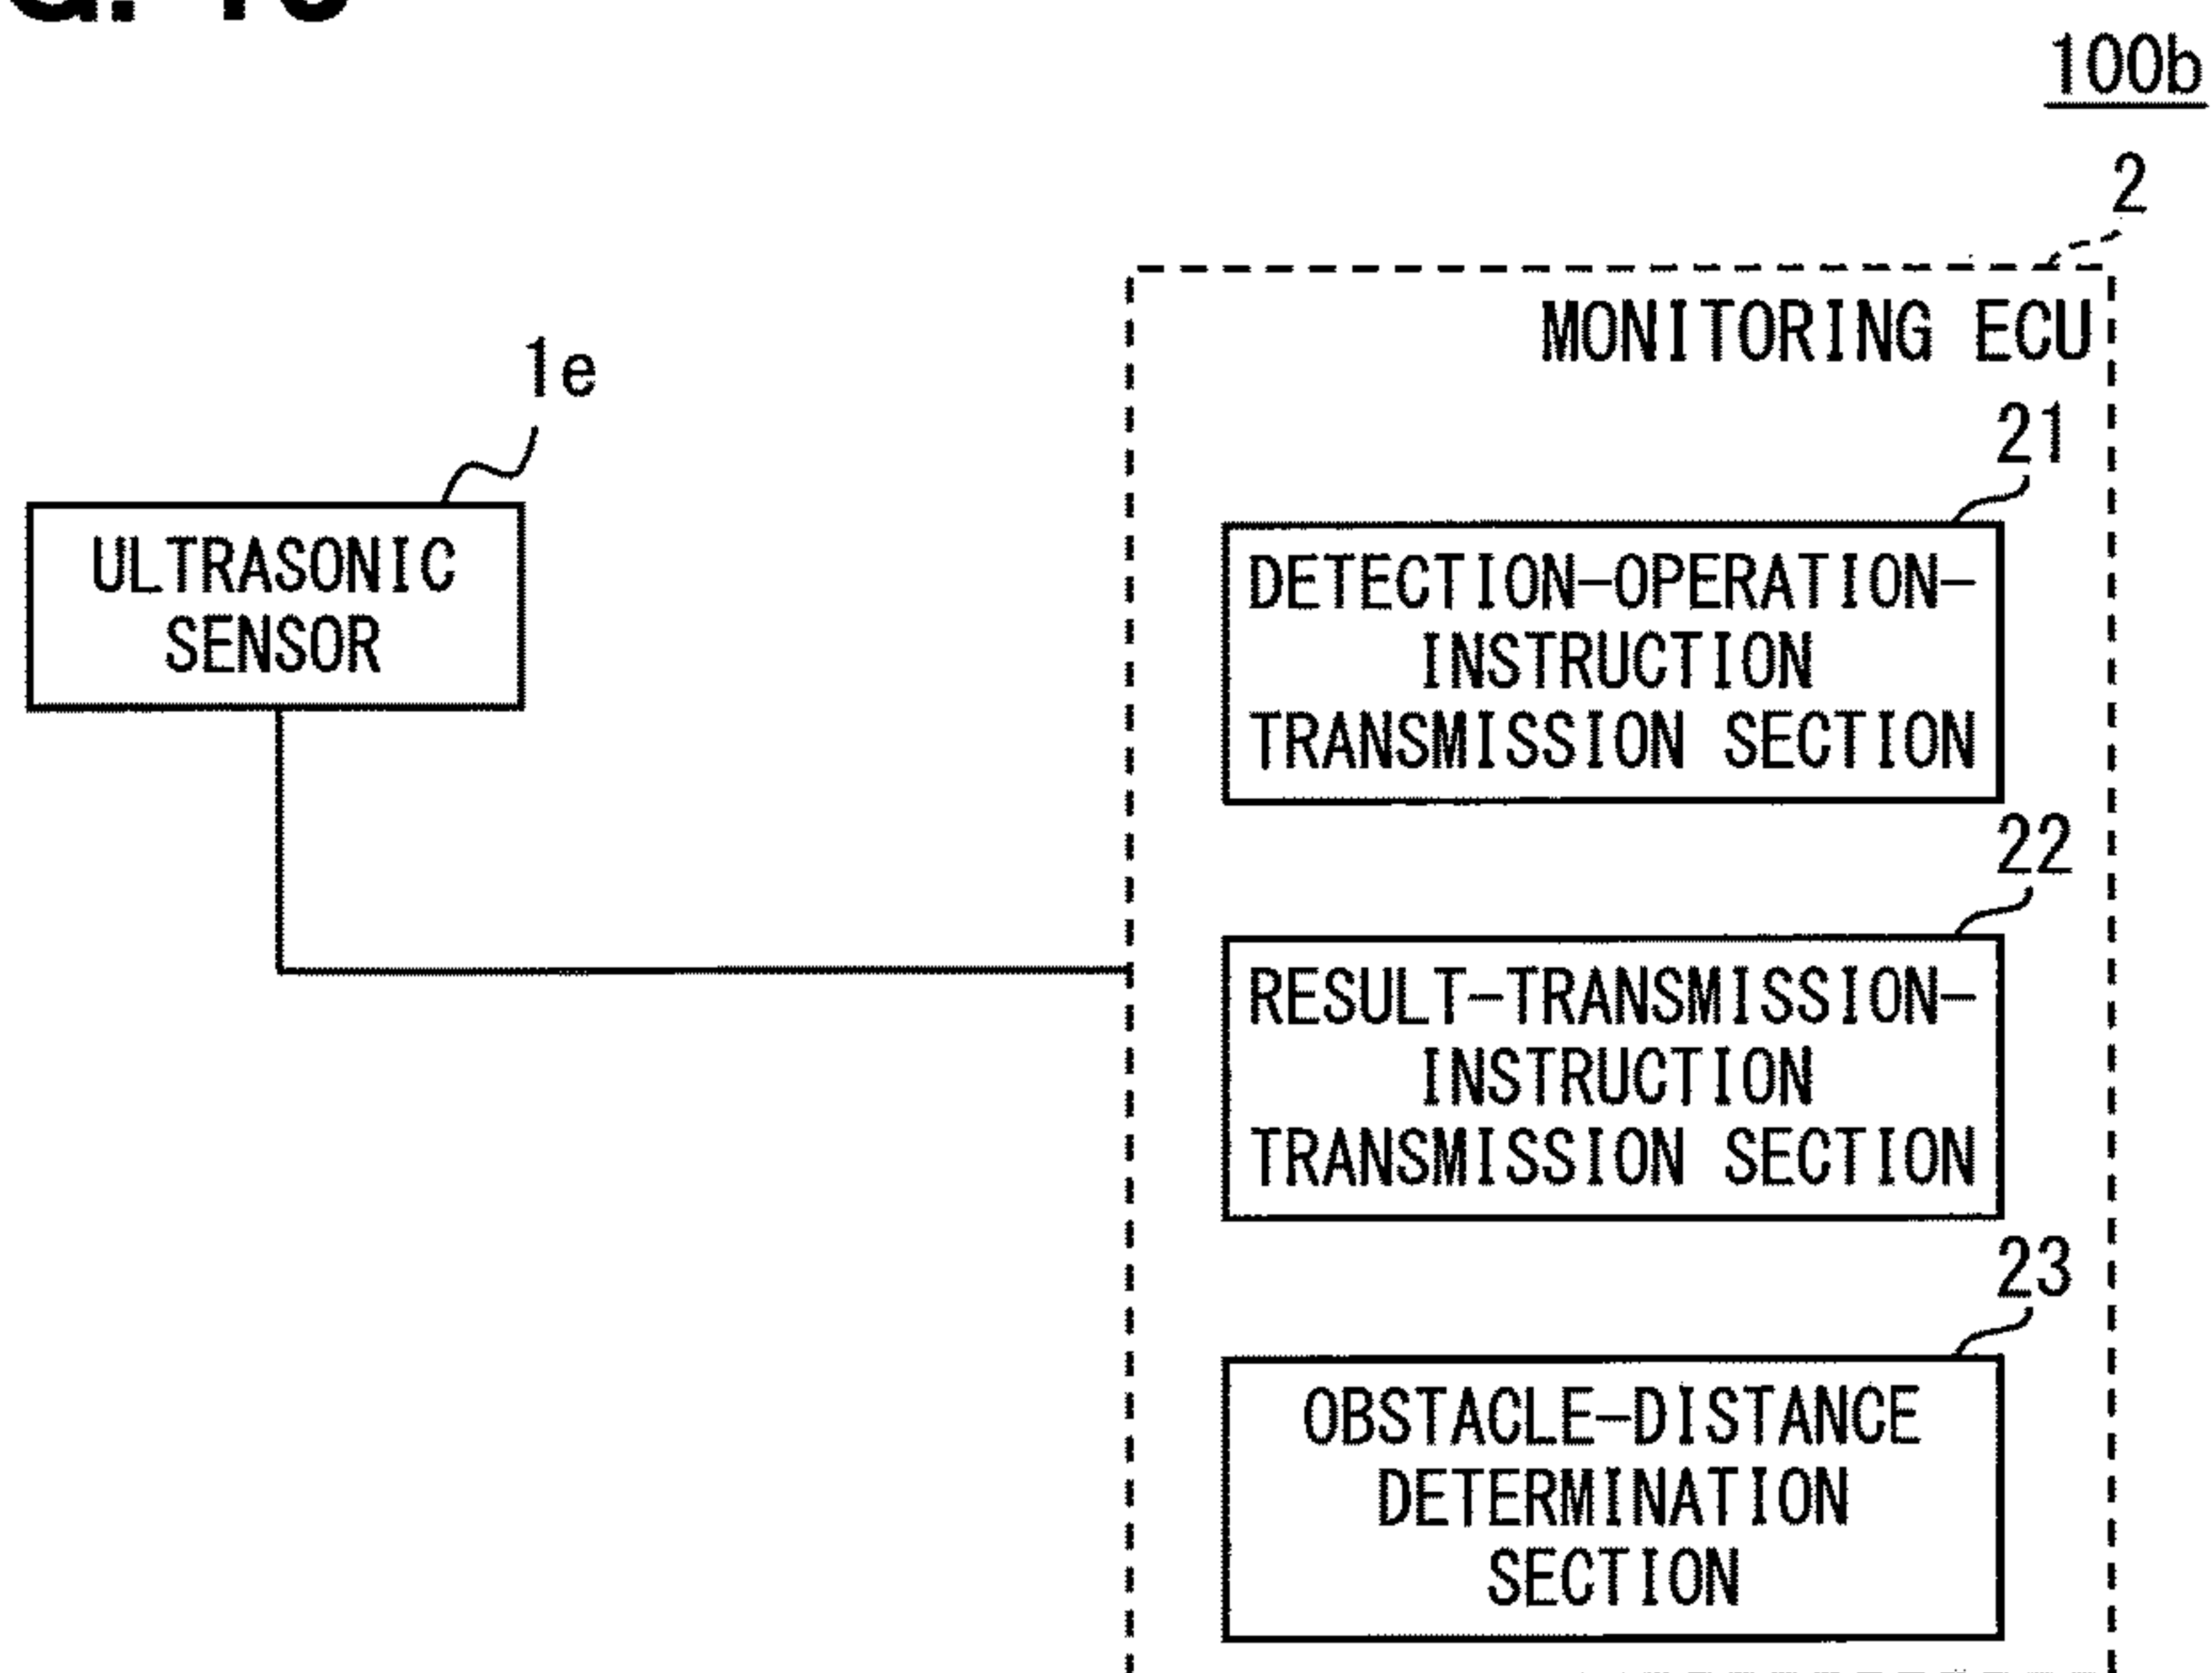 100b
2
MONITORING ECU
1e
21
ULTRASONIC
SENSOR
DETECTION-OPERATION-
INSTRUCTION
TRANSMISSION SECTION
22
RESULT-TRANSMISSION-
INSTRUCTION
TRANSMISSION SECTION
23
OBSTACLE-DISTANCE
DETERMINATION
SECTION